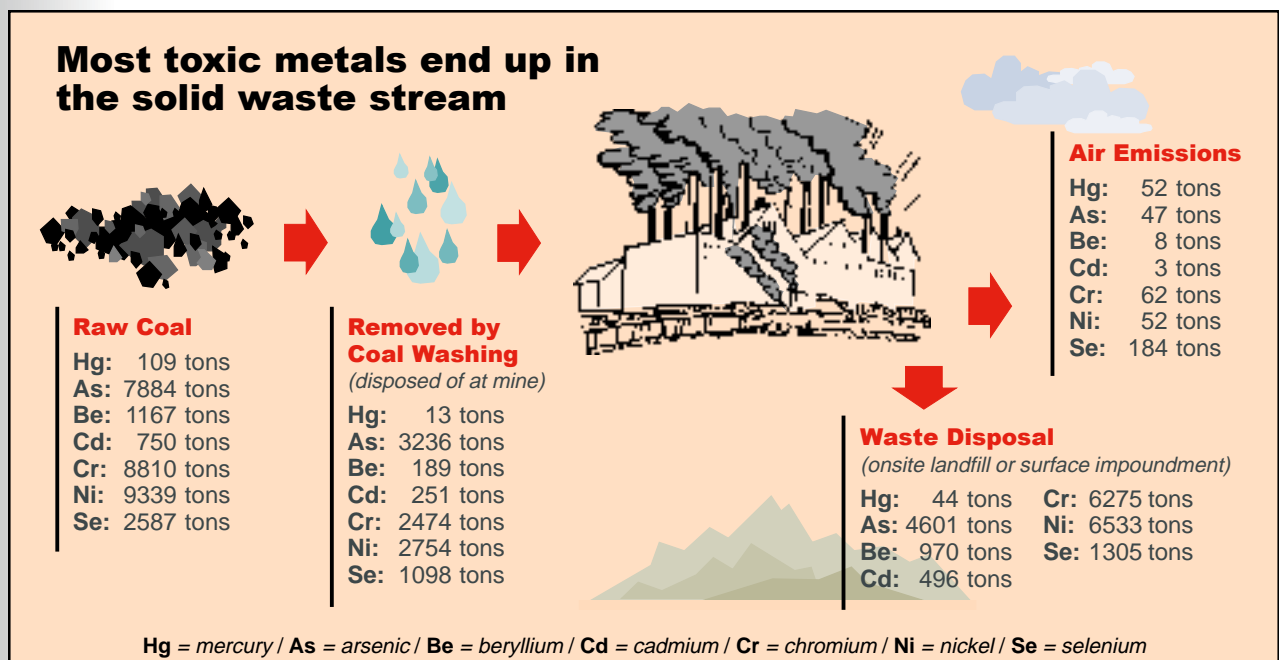 Most toxic metals end up in
the solid waste stream
Raw Coal
Hg: 109 tons
As: 7884 tons
Be: 1167 tons
Cd: 750 tons
Cr: 8810 tons
Ni: 9339 tons
Se: 2587 tons
Removed by
Coal Washing
(disposed of at mine)
Hg: 13 tons
As: 3236 tons
Be: 189 tons
Cd: 251 tons
Cr: 2474 tons
Ni: 2754 tons
Se: 1098 tons
Air Emissions
Hg: 52 tons
As: 47 tons
Be: 8 tons
Cd: 3 tons
Cr: 62 tons
Ni: 52 tons
Se: 184 tons
Waste Disposal
(onsite landfill or surface impoundment)
Hg: 44 tons Cr: 6275 tons
As: 4601 tons Ni: 6533 tons
Be: 970 tons Se: 1305 tons
Cd: 496 tons
Hg = mercury / As = arsenic / Be = beryllium / Cd = cadmium / Cr = chromium / Ni = nickel / Se = selenium